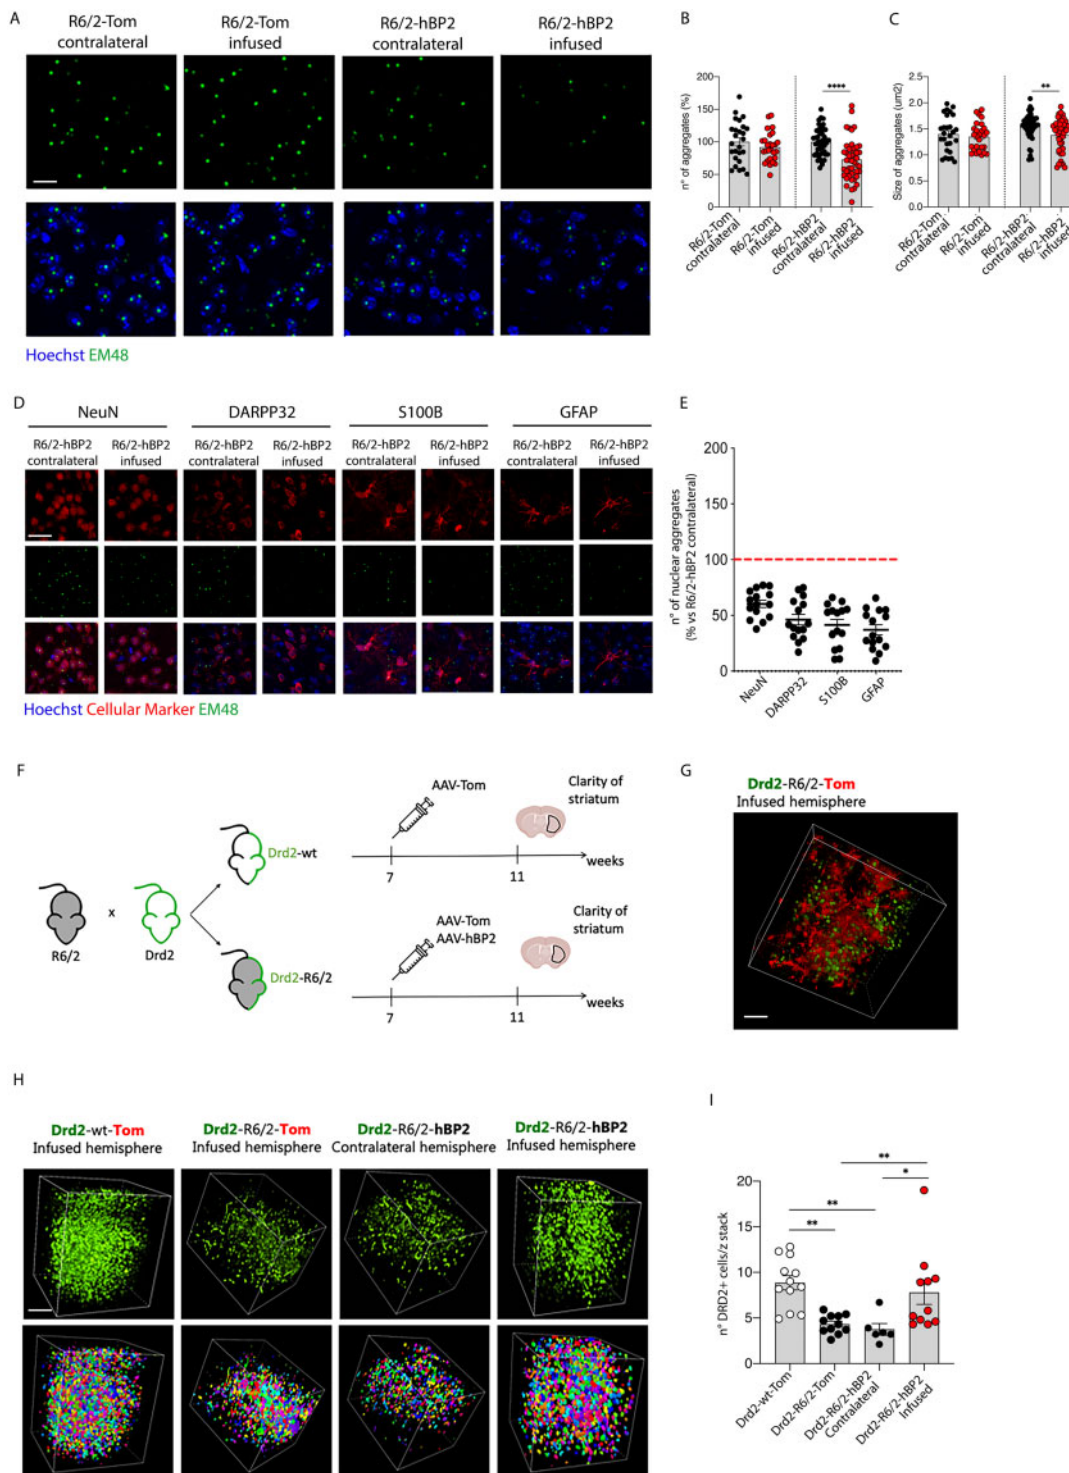 A
R6/2-Tom
contralateral
R6/2-Tom
infused
R6/2-hBP2
contralateral
R6/2-hBP2
infused
Hoechst EM48
B
n° of aggregates (%)
200
150
100
50
0
****
R6/2-Tom
contralateral
R6/2-Tom
infused
R6/2-hBP2
contralateral
R6/2-hBP2
infused
C
Size of aggregates (um2)
2.5
2.0
1.5
1.0
0.5
0.0
**
R6/2-Tom
contralateral
R6/2-Tom
infused
R6/2-hBP2
contralateral
R6/2-hBP2
infused
D
NeuN
DARPP32
S100B
GFAP
R6/2-hBP2
contralateral
R6/2-hBP2
infused
R6/2-hBP2
contralateral
R6/2-hBP2
infused
R6/2-hBP2
contralateral
R6/2-hBP2
infused
R6/2-hBP2
contralateral
R6/2-hBP2
infused
Hoechst Cellular Marker EM48
E
n° of nuclear aggregates
(% vs R6/2-hBP2 contralateral)
200
150
100
50
0
NeuN
DARPP32
S100B
GFAP
F
R6/2
x
Drd2
Drd2-wt
AAV-Tom
Clarity of
striatum
7
11
weeks
Drd2-R6/2
AAV-Tom
AAV-hBP2
Clarity of
striatum
7
11
weeks
G
Drd2-R6/2-Tom
Infused hemisphere
H
Drd2-wt-Tom
Infused hemisphere
Drd2-R6/2-Tom
Infused hemisphere
Drd2-R6/2-hBP2
Contralateral hemisphere
Drd2-R6/2-hBP2
Infused hemisphere
I
n° DRD2+ cells/z stack
20
15
10
5
0
**
*
**
**
Drd2-wt-Tom
Drd2-R6/2-Tom
Drd2-R6/2-hBP2
Contralateral
Drd2-R6/2-hBP2
Infused